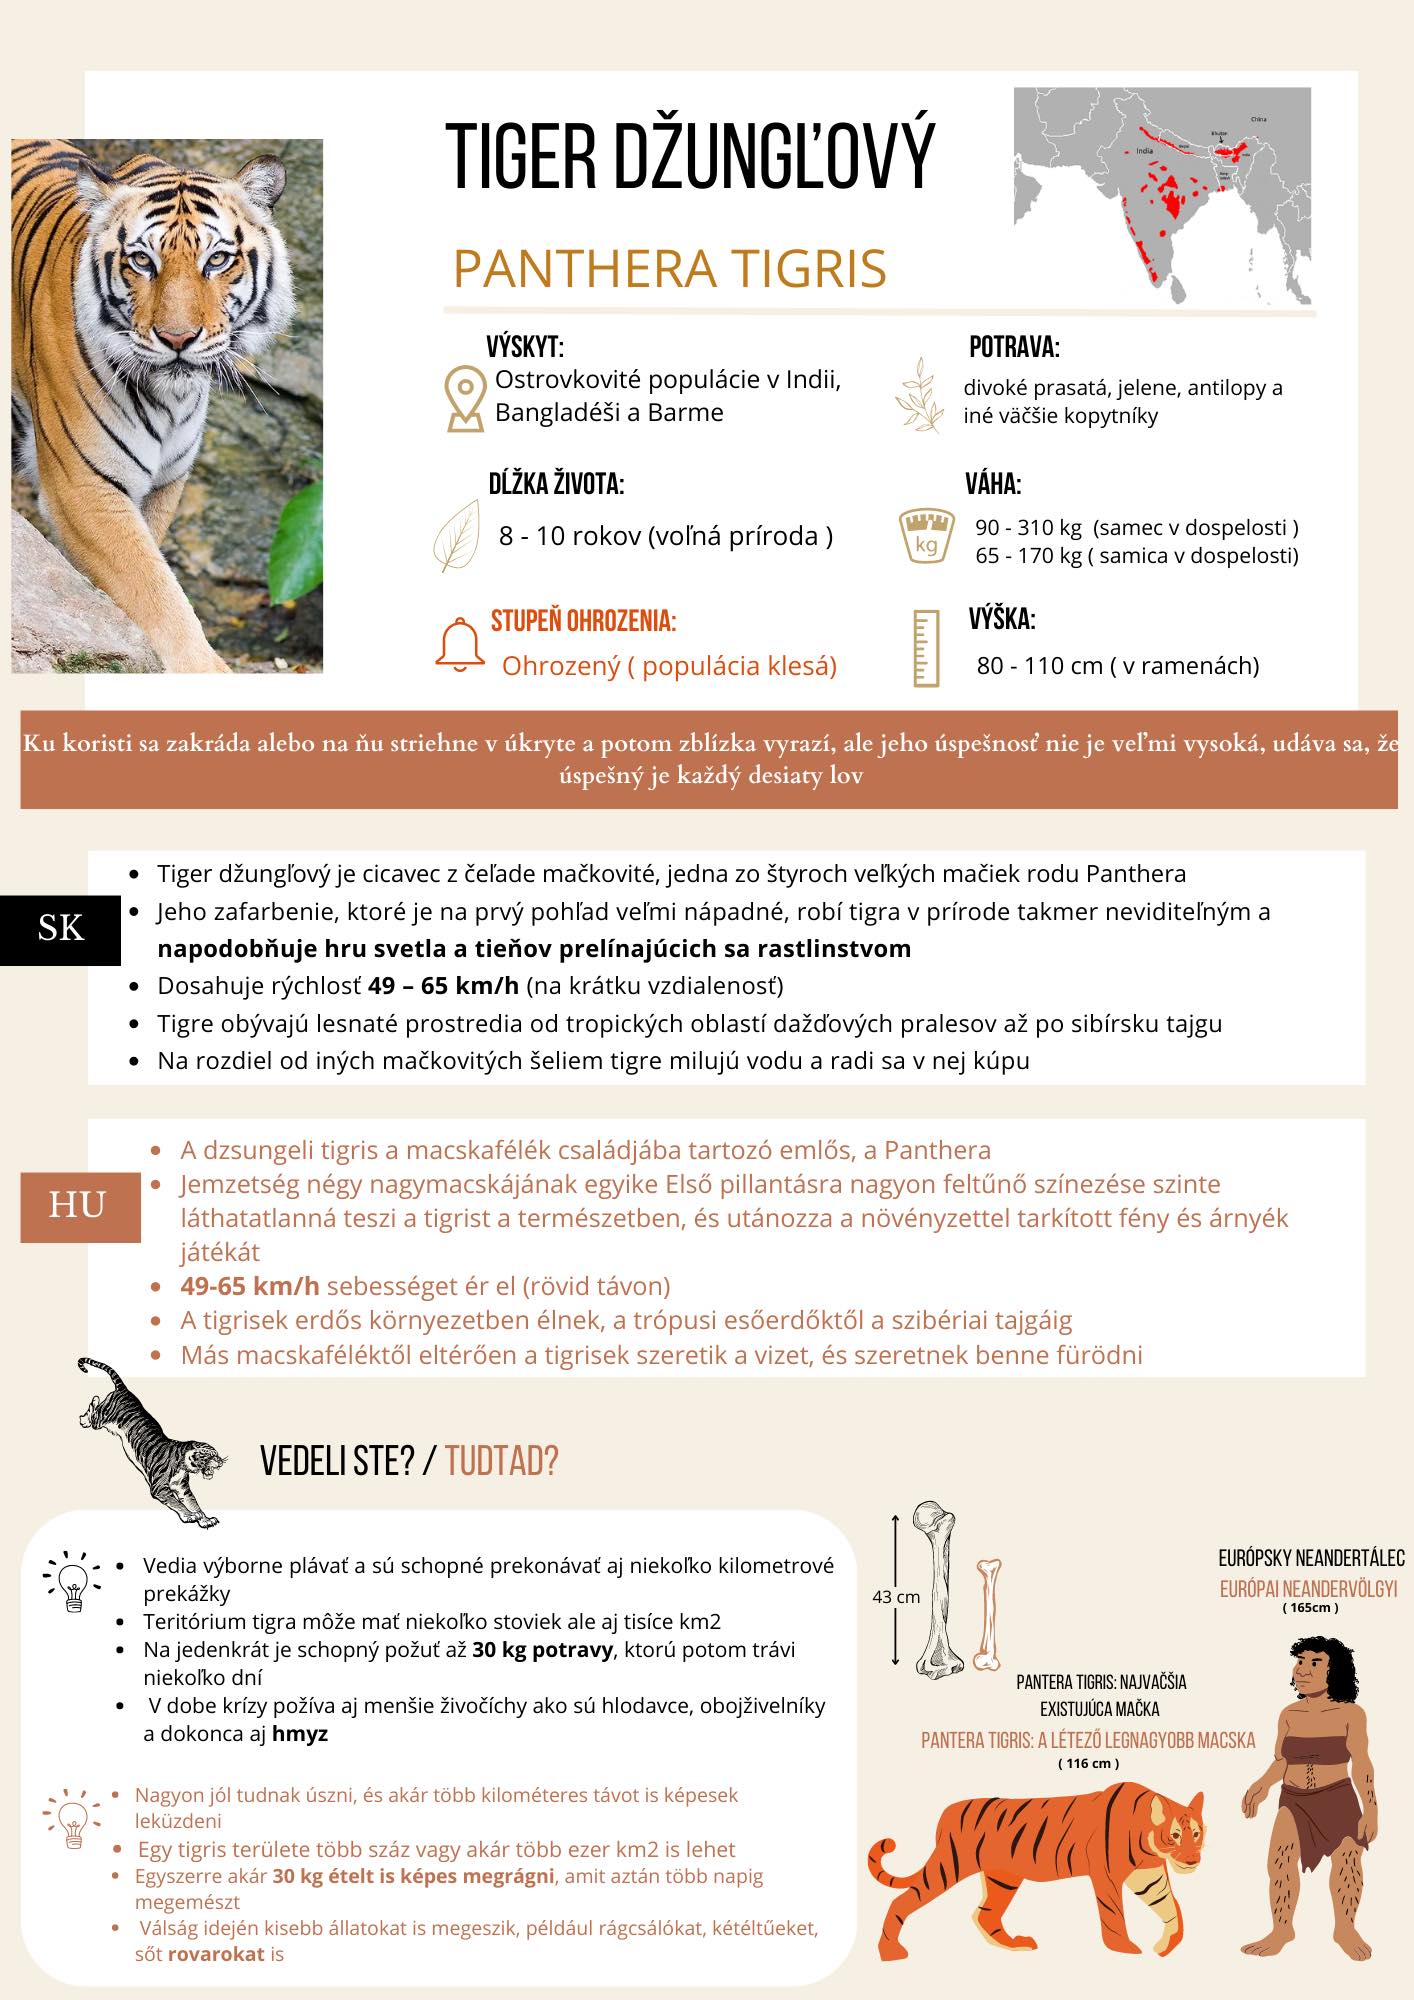 TIGER DŽUNGĽOVÝ
PANTHERA TIGRIS
China
Bhutan
India
Nepal
VÝSKYT:
Ostrovkovité populácie v Indii,
Bangladéši a Barme
POTRAVA:
divoké prasatá, jelene, antilopy a
iné väčšie kopytníky
DĹŽKA ŽIVOTA:
8 - 10 rokov (voľná príroda )
VÁHA:
kg
90 - 310 kg (samec v dospelosti )
65 - 170 kg ( samica v dospelosti)
STUPEŇ OHROZENIA:
Ohrozený ( populácia klesá)
VÝŠKA:
80 - 110 cm ( v ramenách)
Ku koristi sa zakráda alebo na ňu striehne v úkryte a potom zblízka vyrazí, ale jeho úspešnosť nie je veľmi vysoká, udáva sa, že
úspešný je každý desiaty lov
SK
• Tiger džungľový je cicavec z čeľade mačkovité, jedna zo štyroch veľkých mačiek rodu Panthera
• Jeho zafarbenie, ktoré je na prvý pohľad veľmi nápadné, robí tigra v prírode takmer neviditeľným a
napodobňuje hru svetla a tieňov prelínajúcich sa rastlinstvom
• Dosahuje rýchlosť 49 – 65 km/h (na krátku vzdialenosť)
• Tigre obývajú lesnaté prostredia od tropických oblastí dažďových pralesov až po sibírsku tajgu
• Na rozdiel od iných mačkovitých šeliem tigre milujú vodu a radi sa v nej kúpu
HU
• A dzsungeli tigris a macskafélék családjába tartozó emlős, a Panthera
• Jemzetség négy nagymacskájának egyike Első pillantásra nagyon feltűnő színezése szinte
láthatatlanná teszi a tigrist a természetben, és utánozza a növényzettel tarkított fény és árnyék
játékát
• 49-65 km/h sebességet ér el (rövid távon)
• A tigrisek erdős környezetben élnek, a trópusi esőerdőktől a szibériai tajgáig
• Más macskaféléktől eltérően a tigrisek szeretik a vizet, és szeretnek benne fürödni
VEDELI STE? / TUDTAD?
• Vedia výborne plávať a sú schopné prekonávať aj niekoľko kilometrové
prekážky
• Teritórium tigra môže mať niekoľko stoviek ale aj tisíce km2
• Na jedenkrát je schopný požuť až 30 kg potravy, ktorú potom trávi
niekoľko dní
• V dobe krízy požíva aj menšie živočíchy ako sú hlodavce, obojživelníky
a dokonca aj hmyz
• Nagyon jól tudnak úszni, és akár több kilométeres távot is képesek
leküzdeni
• Egy tigris területe több száz vagy akár több ezer km2 is lehet
• Egyszerre akár 30 kg ételt is képes megrágni, amit aztán több napig
megemészt
• Válság idején kisebb állatokat is megeszik, például rágcsálókat, kétéltűeket,
sőt rovarokat is
43 cm
EURÓPSKY NEANDERTÁLEC
EURÓPAI NEANDERVÖLGYI
( 165cm )
PANTERA TIGRIS: NAJVAČŠIA
EXISTUJÚCA MAČKA
PANTERA TIGRIS: A LÉTEZŐ LEGNAGYOBB MACSKA
( 116 cm )